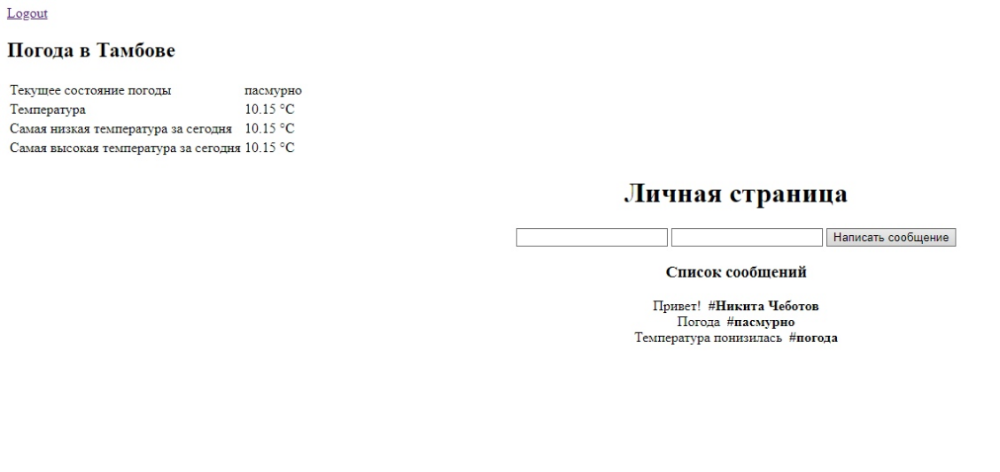 Logout
Погода в Тамбове
Текущее состояние погоды пасмурно
Температура 10.15 °C
Самая низкая температура за сегодня 10.15 °C
Самая высокая температура за сегодня 10.15 °C
Личная страница
Написать сообщение
Список сообщений
Привет! #Никита Чеботов
Погода #пасмурно
Температура понизилась #погода